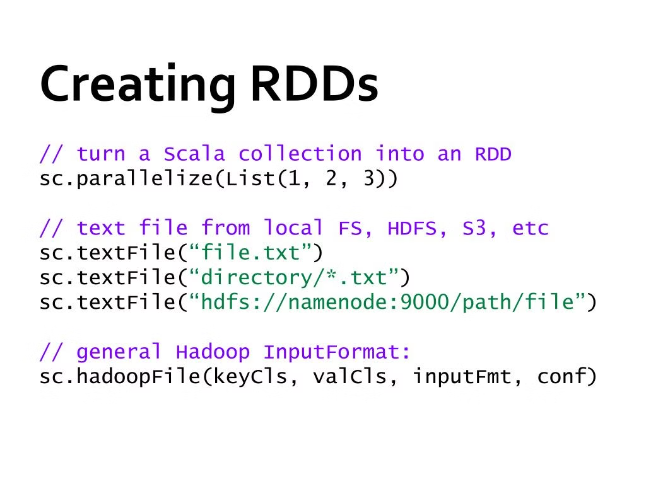 Creating RDDs
// turn a Scala collection into an RDD
sc.parallelize(List(1, 2, 3))
// text file from local FS, HDFS, S3, etc
sc.textFile(“file.txt”)
sc.textFile(“directory/*.txt”)
sc.textFile(“hdfs://namenode:9000/path/file”)
// general Hadoop InputFormat:
sc.hadoopFile(keyCls, valCls, inputFmt, conf)